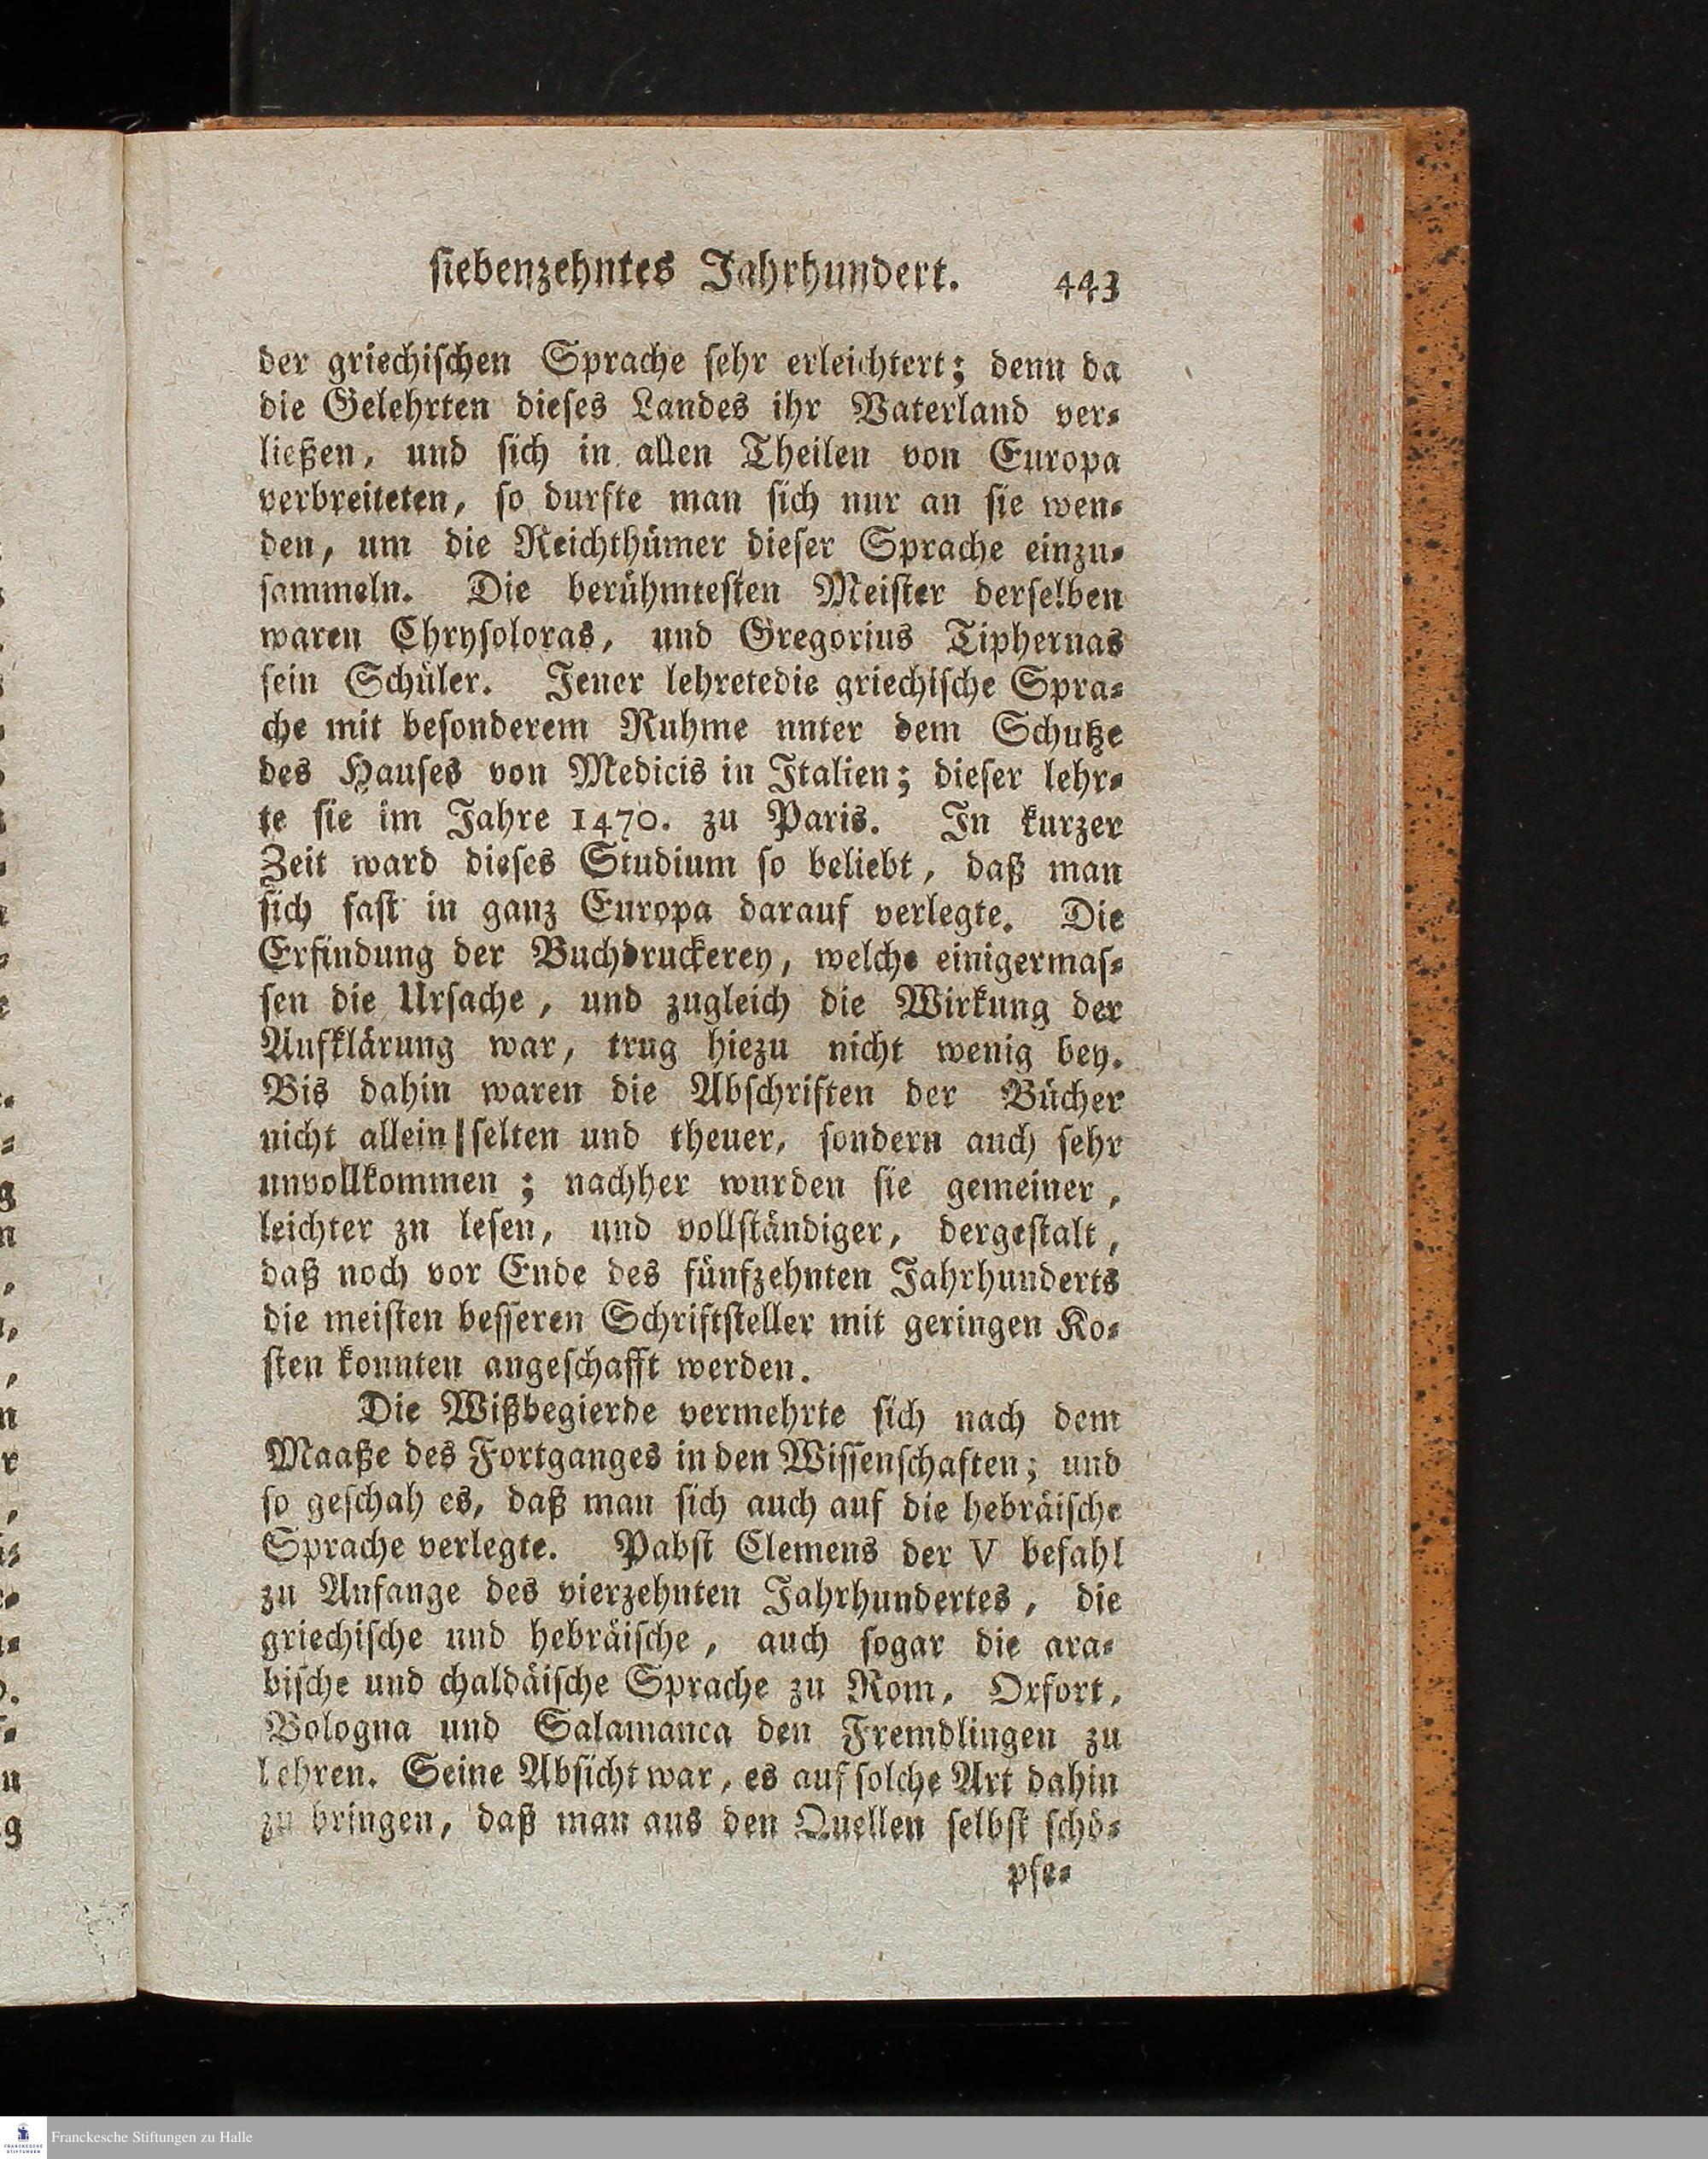 siebenzehntes Jahrhundert. 443
der griechischen Sprache sehr erleichtert; denn da
die Gelehrten dieses Landes ihr Vaterland ver⸗
ließen, und sich in allen Theilen von Europa
verbreiteten, so durfte man sich nur an sie wen⸗
den, um die Reichthümer dieser Sprache einzu⸗
sammeln. Die berühmtesten Meister derselben
waren Chrysoloras, und Gregorius Tiphernas
sein Schüler. Jener lehretedie griechische Spra⸗
che mit besonderem Ruhme nnter dem Schutze
des Hauses von Medicis in Italien; dieser lehr⸗
te sie im Jahre 1470. zu Paris. In kurzer
Zeit ward dieses Studium so beliebt, daß man
sich fast in ganz Europa darauf verlegte. Die
Erfindung der Buchdruckerey, welche einigermas⸗
sen die Ursache, und zugleich die Wirkung der
Aufklärung war, trug hiezu nicht wenig bey.
Bis dahin waren die Abschriften der Bücher
nicht allein selten und theuer, sondern auch sehr
unvollkommen; nachher wurden sie gemeiner,
leichter zn lesen, und vollständiger, dergestalt,
daß noch vor Ende des fünfzehnten Jahrhunderts
die meisten besseren Schriftsteller mit geringen Ko⸗
sten konnten angeschafft werden.
Die Wißbegierde vermehrte sich nach dem
Maaße des Fortganges in den Wissenschaften; und
so geschah es, daß man sich auch auf die hebräische
Sprache verlegte. Pabst Clemens der V befahl
zu Anfange des vierzehnten Jahrhundertes, die
griechische und hebräische, auch sogar die ara⸗
bische und chaldäische Sprache zu Rom, Orfort,
Bologna und Salamanca den Fremdlingen zu
lehren. Seine Absicht war, es auf solche Art dahin
zu bringen, daß man aus den Quellen selbst schö⸗
pfe⸗
Franckesche Stiftungen zu Halle